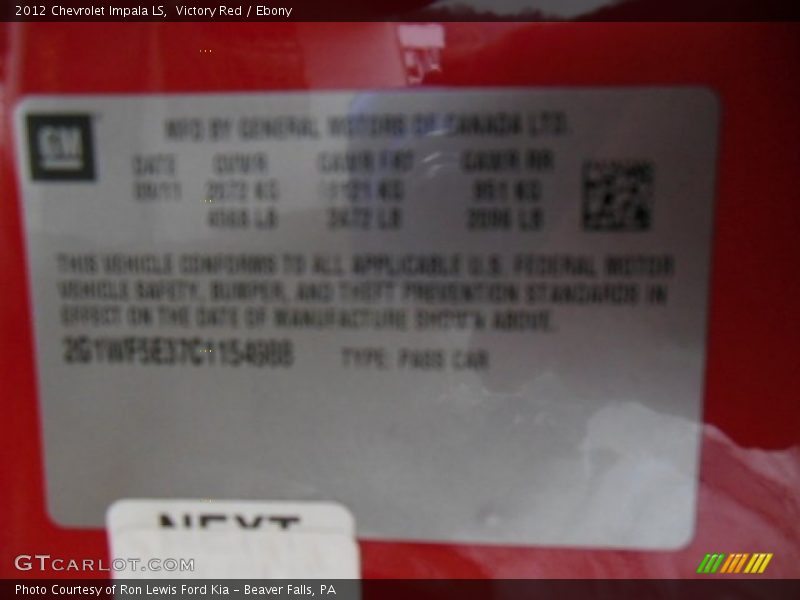 2012 Chevrolet Impala LS,  Victory Red / Ebony
GM
MFD BY GENERAL MOTORS OF CANADA LTD.
DATE GVWR GAWR FRT GAWR RR
09/11 2072 KG 1121 KG 951 KG
4568 LB 2472 LB 2096 LB
THIS VEHICLE CONFORMS TO ALL APPLICABLE U.S. FEDERAL MOTOR
VEHICLE SAFETY, BUMPER, AND THEFT PREVENTION STANDARDS IN
EFFECT ON THE DATE OF MANUFACTURE SHOWN ABOVE.
TYPE: PASS CAR
NEXT
GTCARLOT.COM
Photo Courtesy of Ron Lewis Ford Kia - Beaver Falls, PA